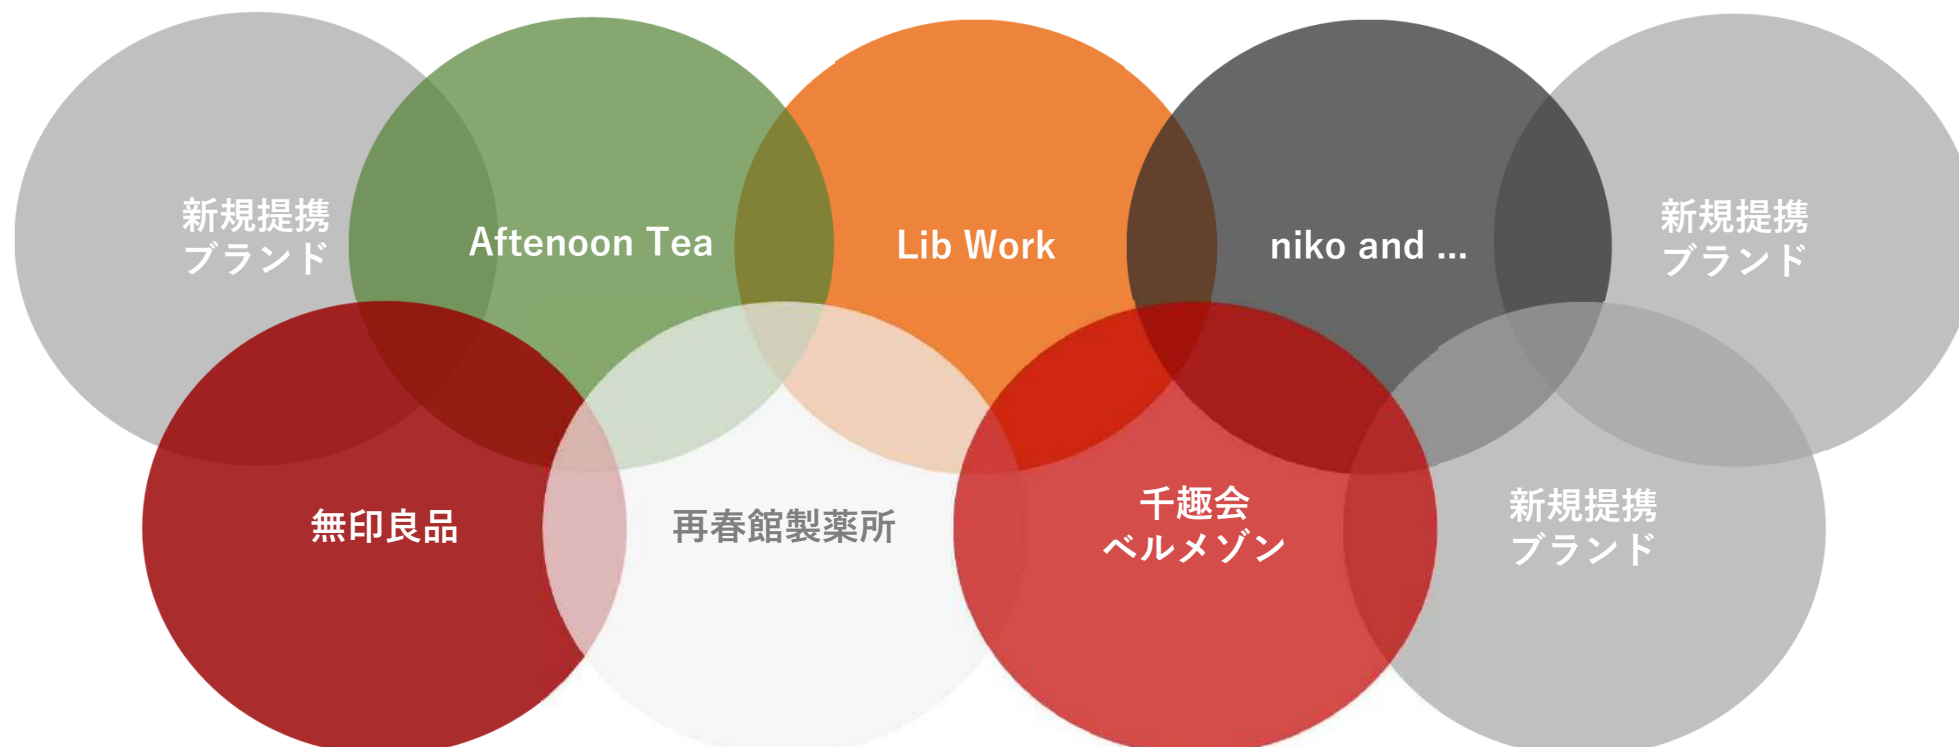 新規提携
ブランド
Aftenoon Tea
Lib Work
niko and ...
新規提携
ブランド
無印良品
再春館製薬所
千趣会
ベルメゾン
新規提携
ブランド